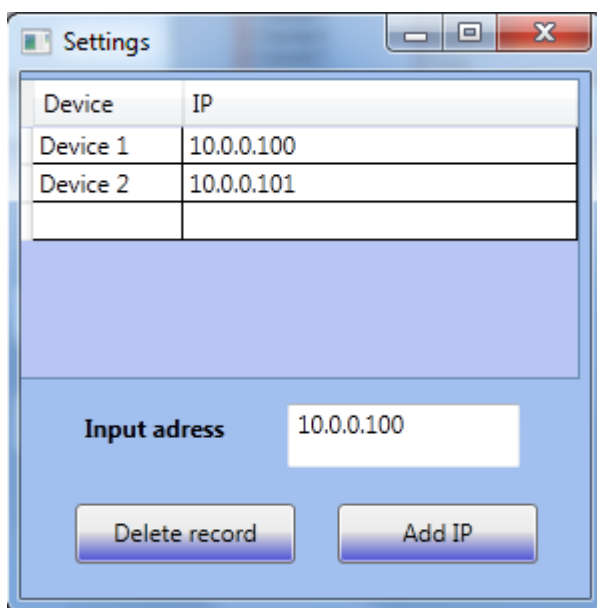 Settings
Device IP
Device 1 10.0.0.100
Device 2 10.0.0.101
Input adress 10.0.0.100
Delete record Add IP